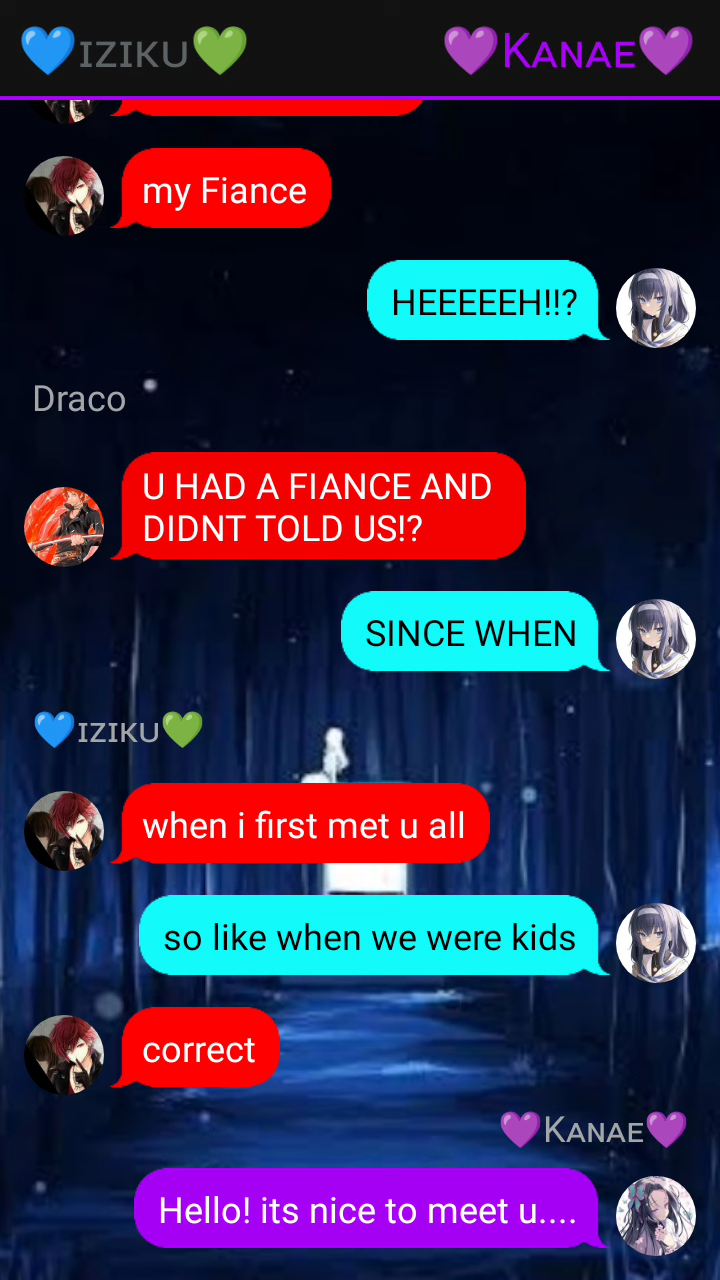 💙IZIKU💚
💜KANAE💜
my Fiance
HEEEEEH!!?
Draco
U HAD A FIANCE AND
DIDNT TOLD US!?
SINCE WHEN
💙IZIKU💚
when i first met u all
so like when we were kids
correct
💜KANAE💜
Hello! its nice to meet u....